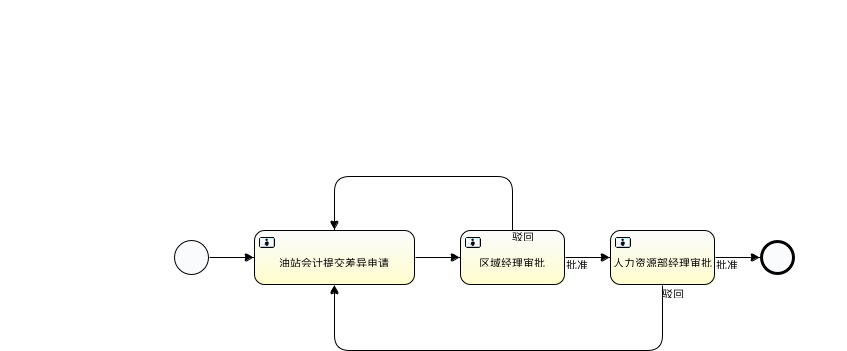 驳回
油站会计提交差异申请
区域经理审批
批准
人力资源部经理审批
批准
驳回